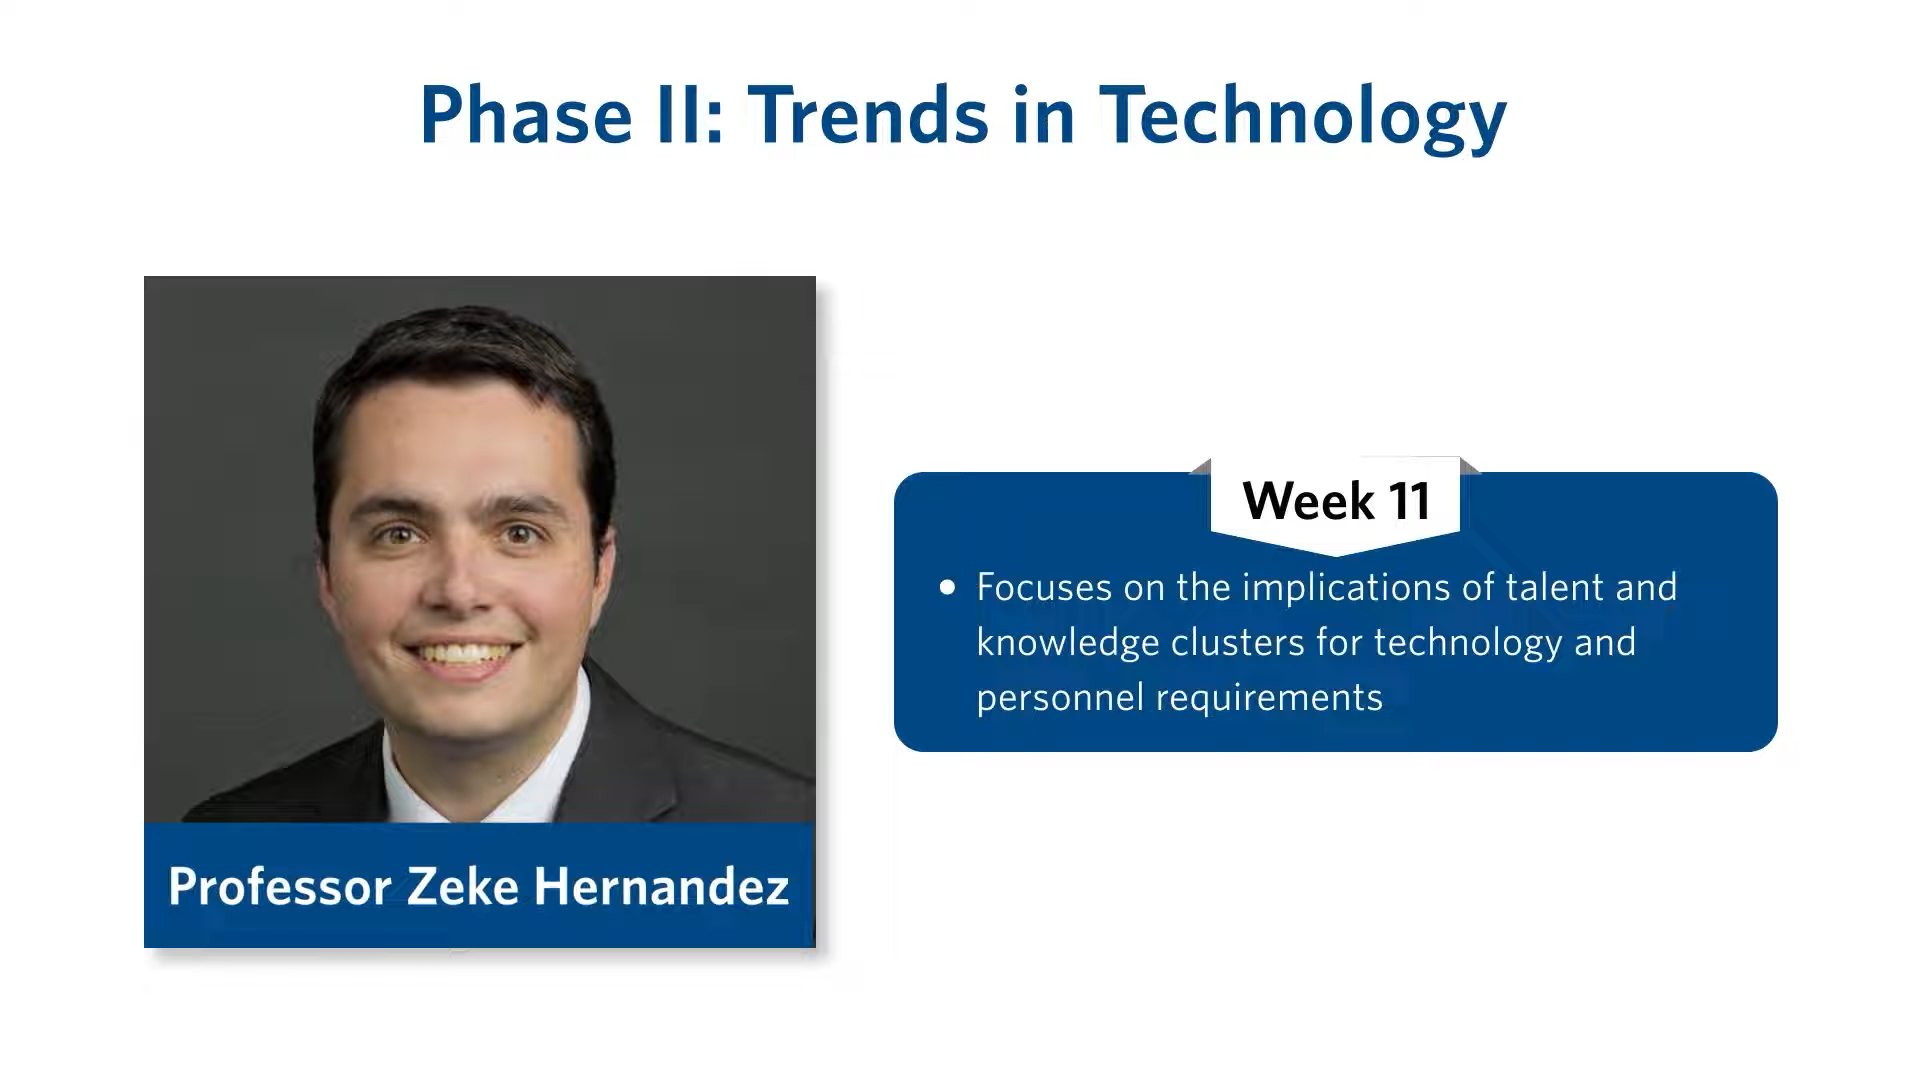 Phase II: Trends in Technology
Professor Zeke Hernandez
Week 11
• Focuses on the implications of talent and
knowledge clusters for technology and
personnel requirements